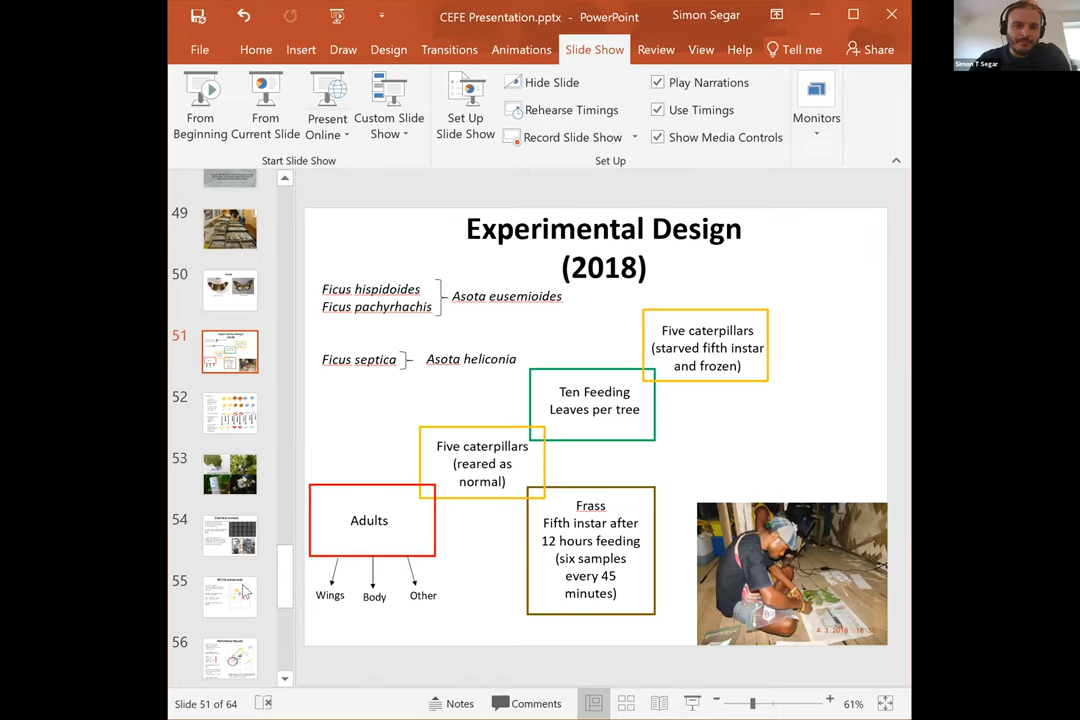 CEFE Presentation.pptx - PowerPoint
Simon Segar
File
Home
Insert
Draw
Design
Transitions
Animations
Slide Show
Review
View
Help
Tell me
Share
From
Beginning
From
Current Slide
Present
Online
Custom Slide
Show
Start Slide Show
Set Up
Slide Show
Hide Slide
Rehearse Timings
Record Slide Show
Play Narrations
Use Timings
Show Media Controls
Set Up
Monitors
Simon T Segar
49
50
51
52
53
54
55
56
Experimental Design
(2018)
Ficus hispidoides
Ficus pachyrhachis
Asota eusemioides
Ficus septica
Asota heliconia
Five caterpillars
(starved fifth instar
and frozen)
Ten Feeding
Leaves per tree
Five caterpillars
(reared as
normal)
Adults
Wings
Body
Other
Frass
Fifth instar after
12 hours feeding
(six samples
every 45
minutes)
Slide 51 of 64
Notes
Comments
61%